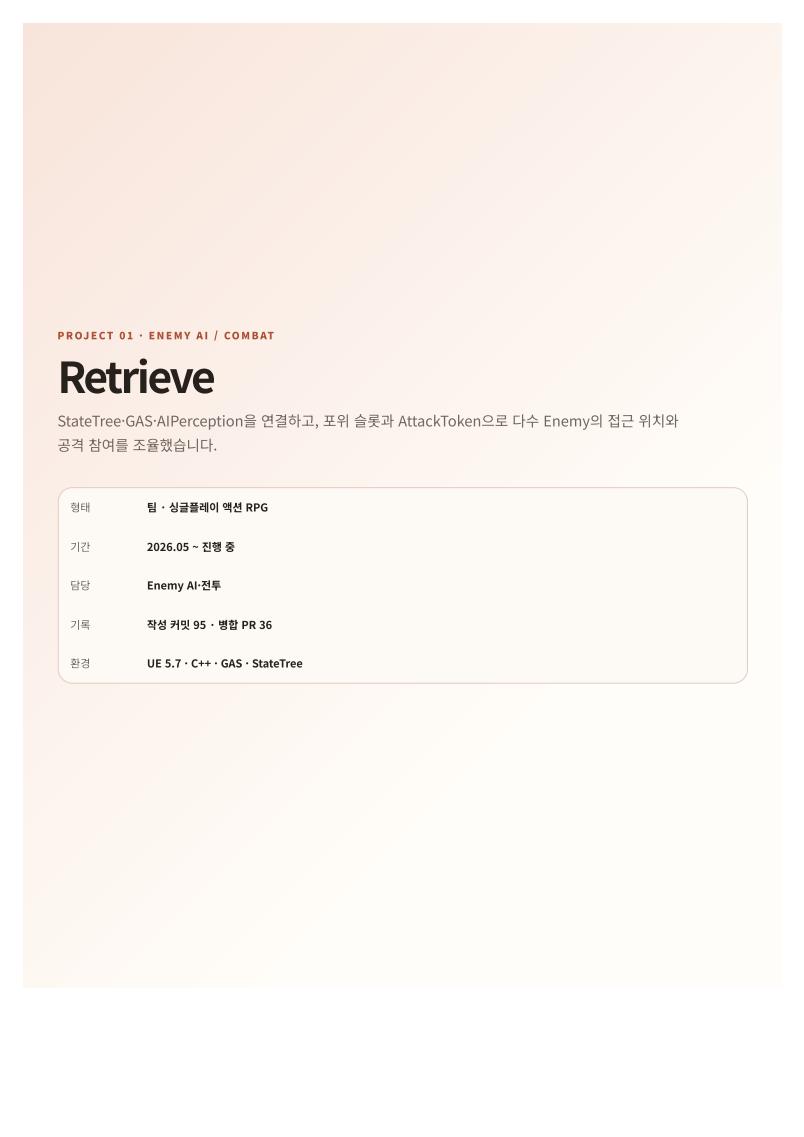 PROJECT 01 · ENEMY AI / COMBAT
Retrieve
StateTree·GAS·AIPerception을 연결하고, 포위 슬롯과 AttackToken으로 다수 Enemy의 접근 위치와
공격 참여를 조율했습니다.
형태 팀 · 싱글플레이 액션 RPG
기간 2026.05 ~ 진행 중
담당 Enemy AI·전투
기록 작성 커밋 95 · 병합 PR 36
환경 UE 5.7 · C++ · GAS · StateTree